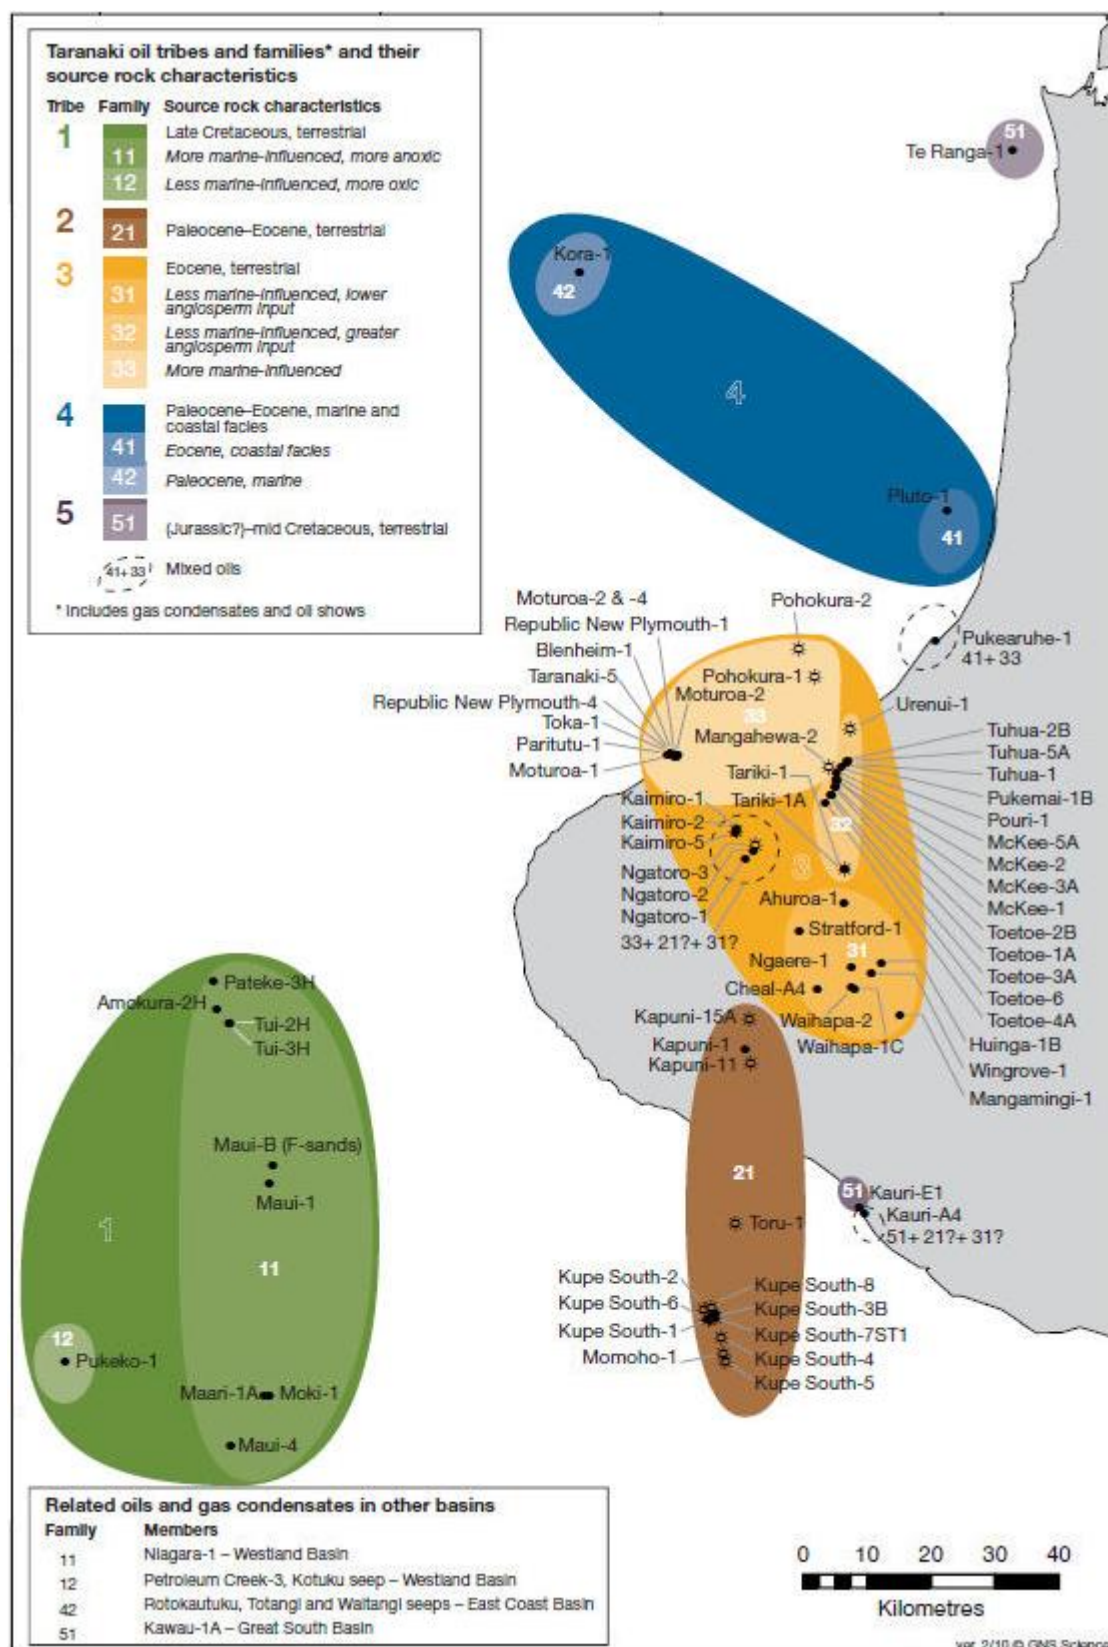 Taranaki oil tribes and families* and their
source rock characteristics
Tribe Family Source rock characteristics
1
Late Cretaceous, terrestrial
11 More marine-influenced, more anoxic
12 Less marine-influenced, more oxic
2
21 Paleocene–Eocene, terrestrial
3
Eocene, terrestrial
31 Less marine-influenced, lower
angiosperm input
32 Less marine-influenced, greater
angiosperm input
33 More marine-influenced
4
Paleocene–Eocene, marine and
coastal facies
41 Eocene, coastal facies
42 Paleocene, marine
5
51 (Jurassic?)–mid Cretaceous, terrestrial
41+33 Mixed oils
* Includes gas condensates and oil shows
51
Te Ranga-1
Kora-1
42
4
Pluto-1
41
Moturoa-2 & -4
Republic New Plymouth-1
Blenheim-1
Taranaki-5
Republic New Plymouth-4
Toka-1
Paritutu-1
Moturoa-1
Pohokura-2
Pukearuhe-1
41+ 33
Pohokura-1
Moturoa-2
33
Mangahewa-2
Urenui-1
Tariki-1
Tariki-1A
32
Kaimiro-1
Kaimiro-2
Kaimiro-5
Ngatoro-3
Ngatoro-2
Ngatoro-1
33+ 21?+ 31?
3
Tuhua-2B
Tuhua-5A
Tuhua-1
Pukemai-1B
Pouri-1
McKee-5A
McKee-2
McKee-3A
McKee-1
Toetoe-2B
Toetoe-1A
Toetoe-3A
Toetoe-6
Toetoe-4A
Huinga-1B
Wingrove-1
Mangamingi-1
Ahuroa-1
Stratford-1
31
Ngaere-1
Cheal-A4
Waihapa-2
Waihapa-1C
Kapuni-15A
Kapuni-1
Kapuni-11
21
Toru-1
51
Kauri-E1
Kauri-A4
51+ 21?+ 31?
Kupe South-2
Kupe South-6
Kupe South-1
Momoho-1
Kupe South-8
Kupe South-3B
Kupe South-7ST1
Kupe South-4
Kupe South-5
Pateke-3H
Amokura-2H
Tui-2H
Tui-3H
Maui-B (F-sands)
Maui-1
1
11
12
Pukeko-1
Maari-1A
Moki-1
Maui-4
Related oils and gas condensates in other basins
Family Members
11 Niagara-1 – Westland Basin
12 Petroleum Creek-3, Kotuku seep – Westland Basin
42 Rotokautuku, Totangi and Waitangi seeps – East Coast Basin
51 Kawau-1A – Great South Basin
0 10 20 30 40
Kilometres
ver. 2/10 © GNS Science